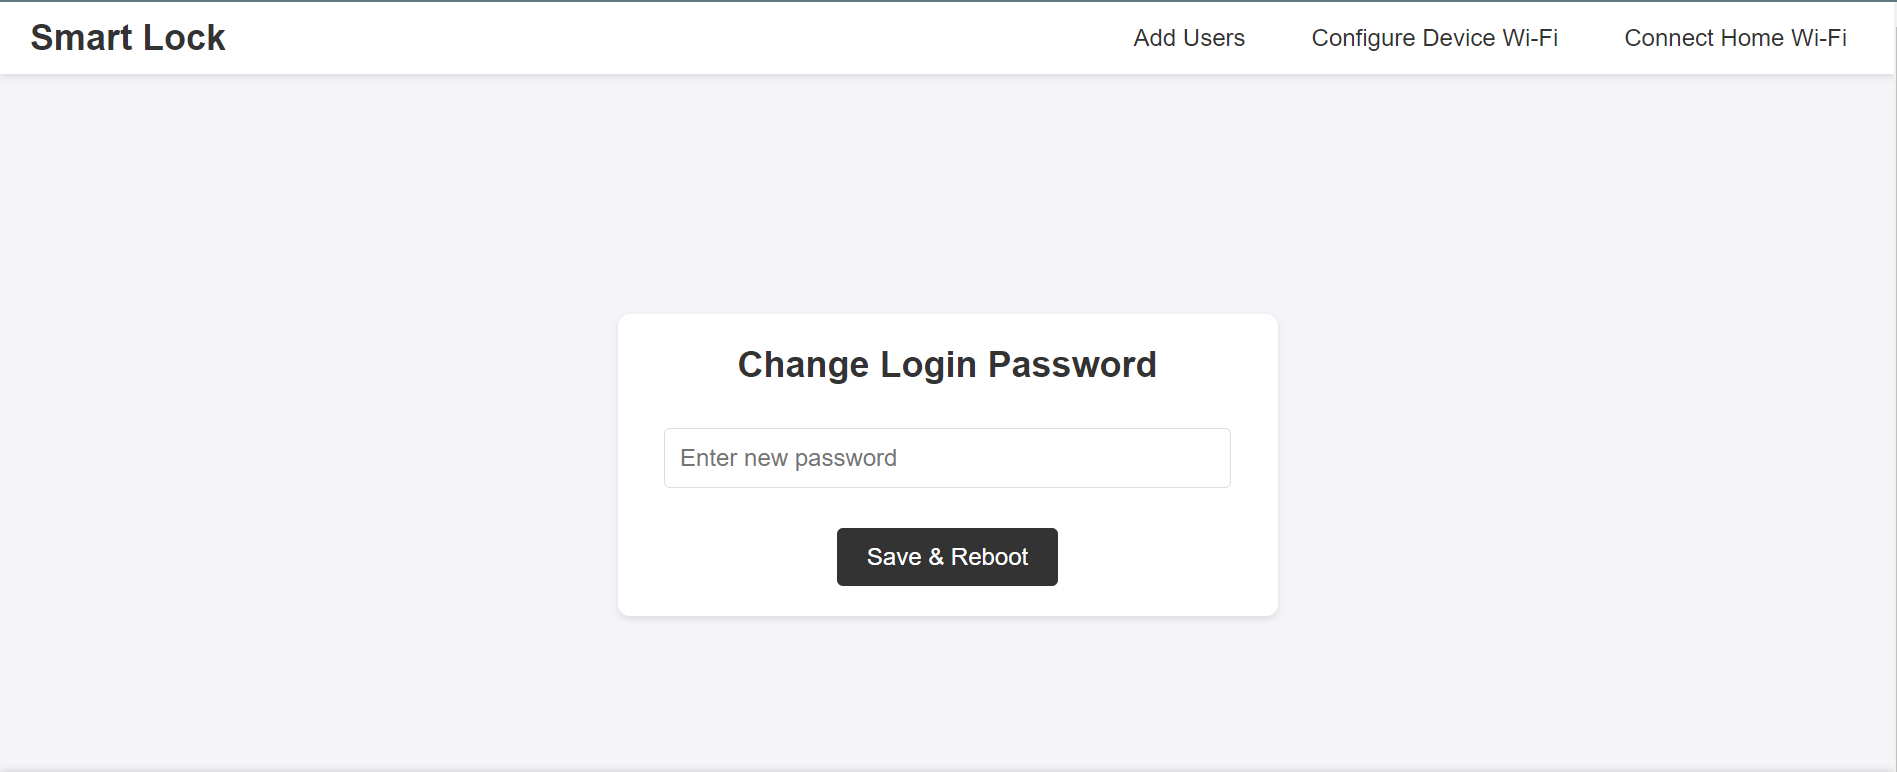 Smart Lock
Add Users
Configure Device Wi-Fi
Connect Home Wi-Fi
Change Login Password
Enter new password
Save & Reboot